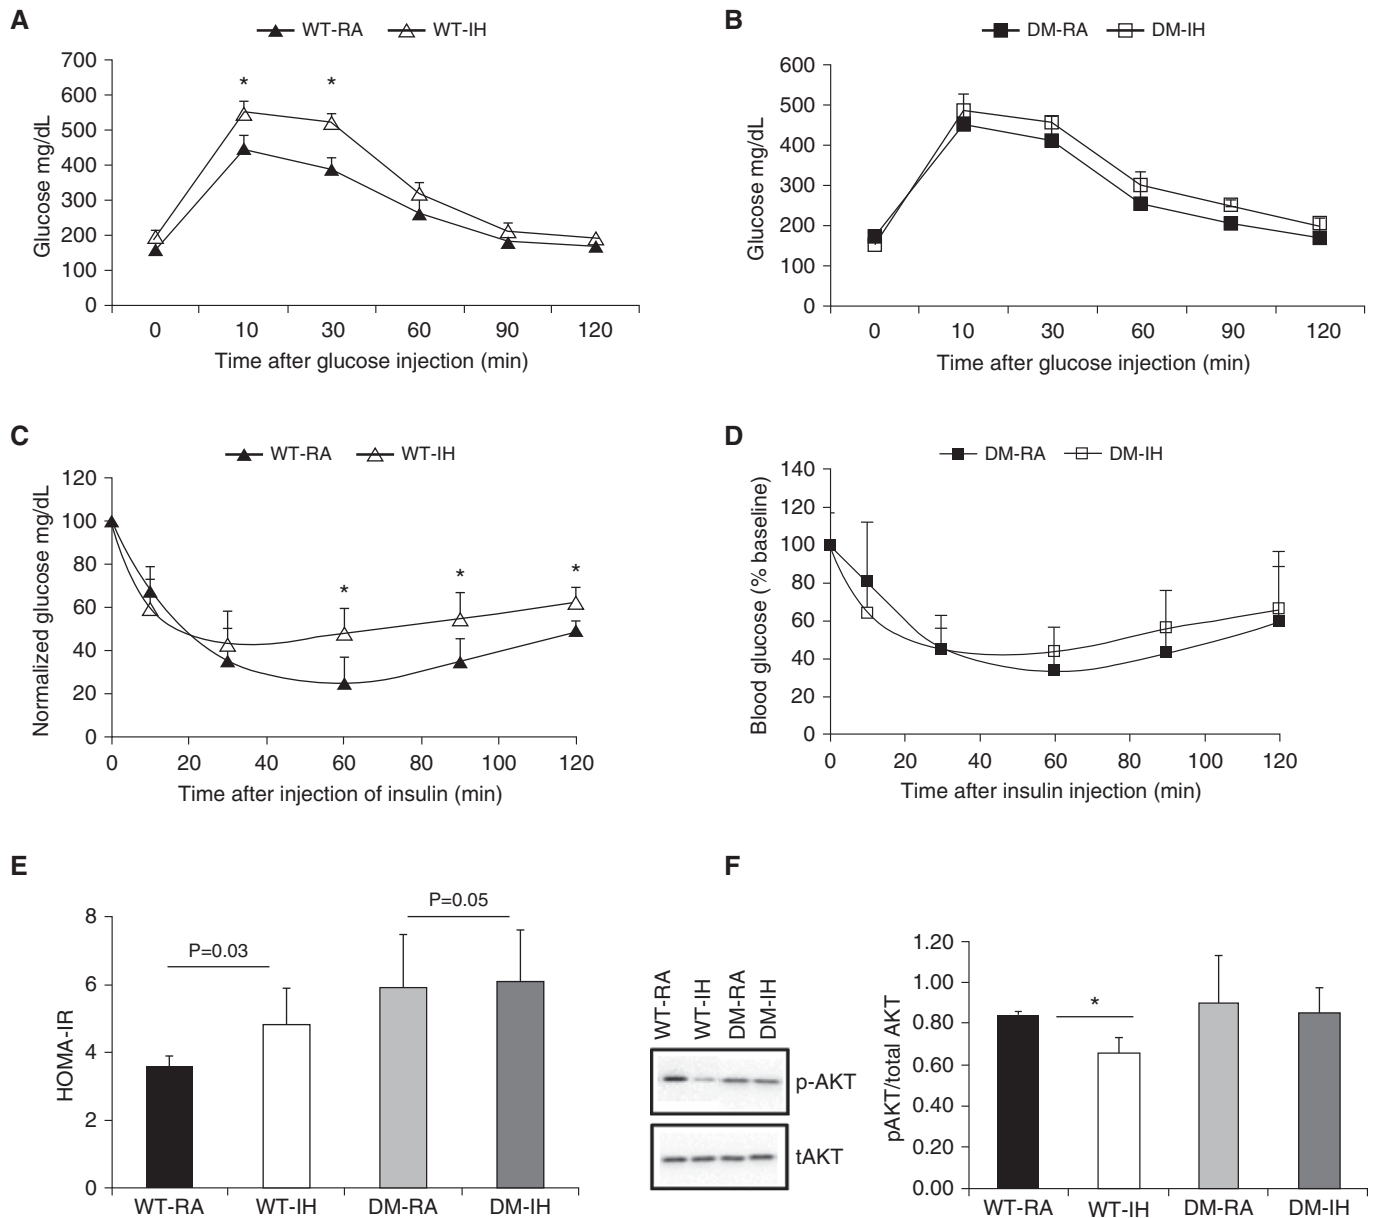 A
WT-RA WT-IH
700
600
500
400
300
200
100
0
* *
Glucose mg/dL
0 10 30 60 90 120
Time after glucose injection (min)
B
DM-RA DM-IH
600
500
400
300
200
100
0
Glucose mg/dL
0 10 30 60 90 120
Time after glucose injection (min)
C
WT-RA WT-IH
120
100
80
60
40
20
0
* * *
Normalized glucose mg/dL
0 20 40 60 80 100 120
Time after injection of insulin (min)
D
DM-RA DM-IH
140
120
100
80
60
40
20
0
Blood glucose (% baseline)
0 20 40 60 80 100 120
Time after insulin injection (min)
E
8
6
4
2
0
HOMA-IR
P=0.03
P=0.05
WT-RA WT-IH DM-RA DM-IH
F
WT-RA
WT-IH
DM-RA
DM-IH
p-AKT
tAKT
1.20
1.00
0.80
0.60
0.40
0.20
0.00
pAKT/total AKT
*
WT-RA WT-IH DM-RA DM-IH